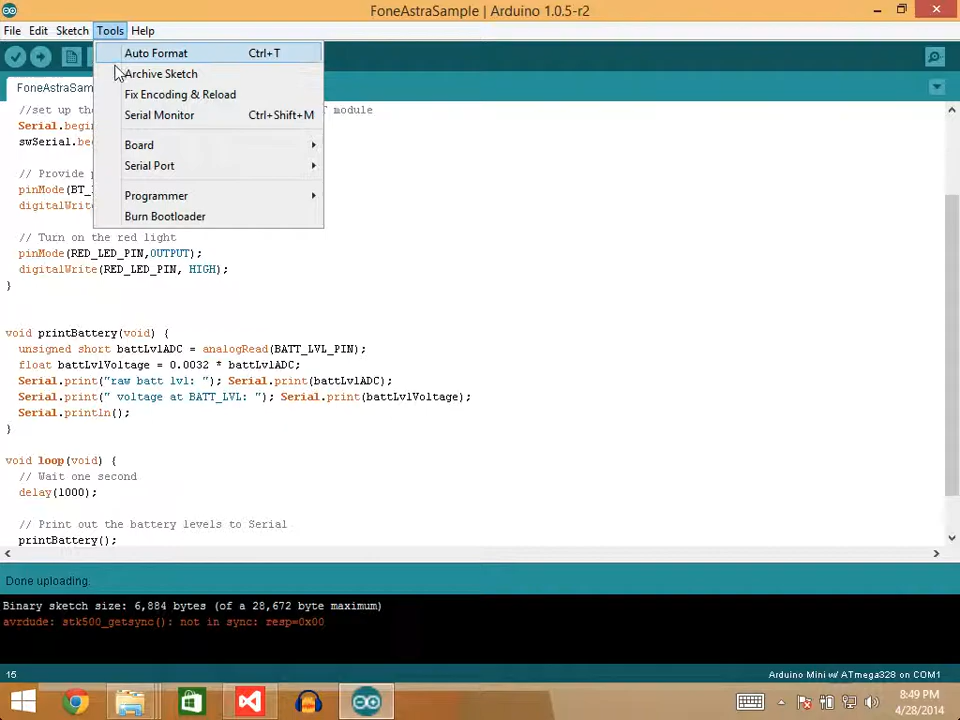 FoneAstraSample | Arduino 1.0.5-r2
File Edit Sketch Tools Help
Auto Format Ctrl+T
Archive Sketch
Fix Encoding & Reload
Serial Monitor Ctrl+Shift+M
Board
Serial Port
Programmer
Burn Bootloader
FoneAstraSam
//set up the module
Serial.begin
swSerial.be
// Provide
pinMode(BT_
digitalWrite
// Turn on the red light
pinMode(RED_LED_PIN,OUTPUT);
digitalWrite(RED_LED_PIN, HIGH);
}
void printBattery(void) {
unsigned short battLvlADC = analogRead(BATT_LVL_PIN);
float battLvlVoltage = 0.0032 * battLvlADC;
Serial.print("raw batt lvl: "); Serial.print(battLvlADC);
Serial.print(" voltage at BATT_LVL: "); Serial.print(battLvlVoltage);
Serial.println();
}
void loop(void) {
// Wait one second
delay(1000);
// Print out the battery levels to Serial
printBattery();
Done uploading.
Binary sketch size: 6,884 bytes (of a 28,672 byte maximum)
avrdude: stk500_getsync(): not in sync: resp=0x00
15 Arduino Mini w/ ATmega328 on COM1
8:49 PM
4/28/2014